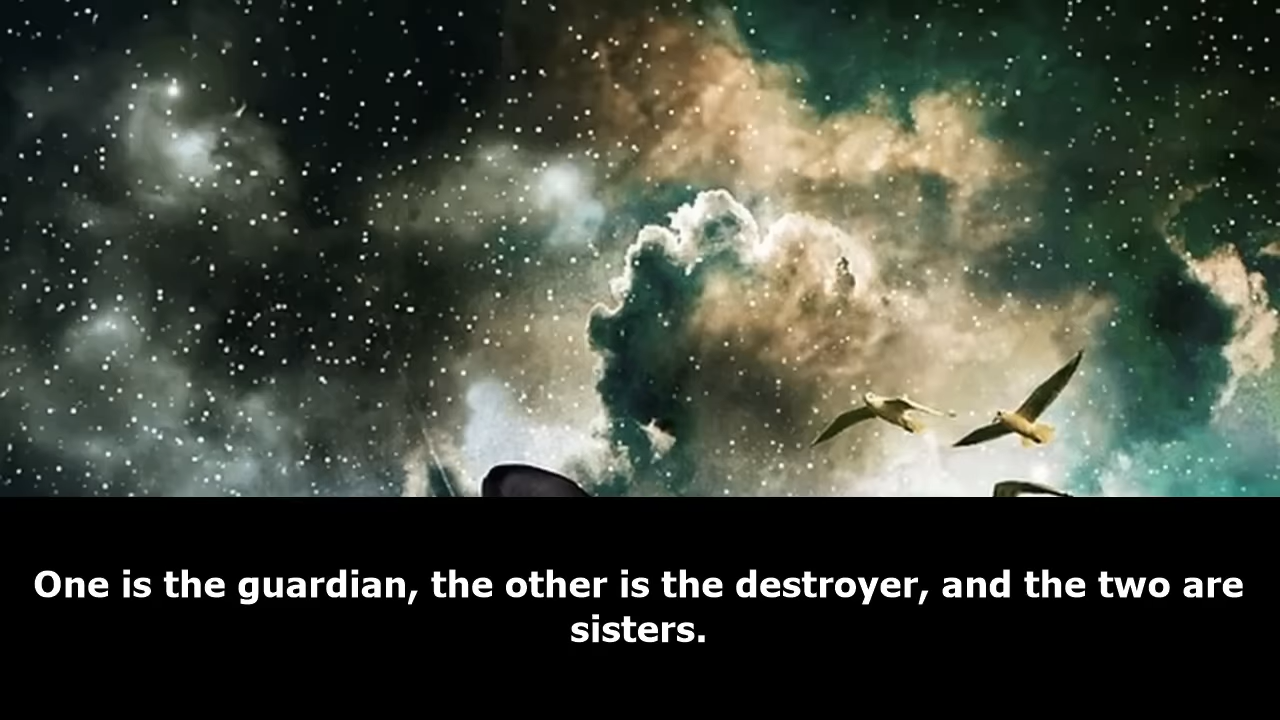 One is the guardian, the other is the destroyer, and the two are
sisters.